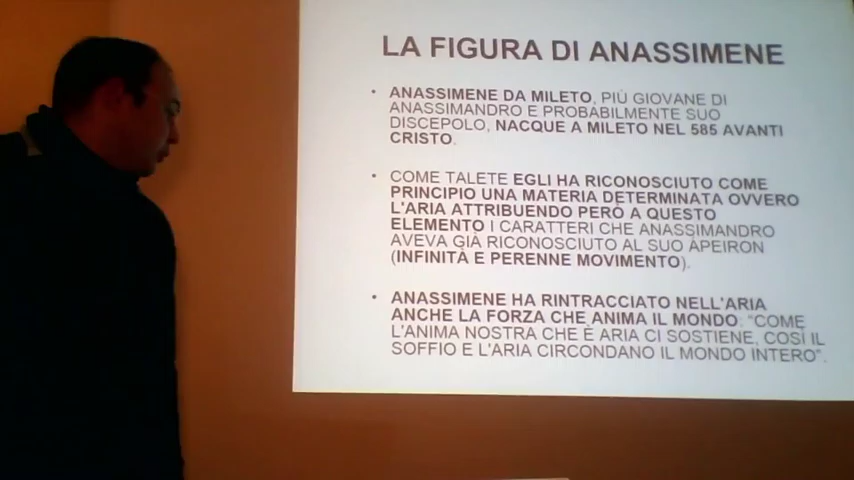 LA FIGURA DI ANASSIMENE
• ANASSIMENE DA MILETO, PIÙ GIOVANE DI
ANASSIMANDRO E PROBABILMENTE SUO
DISCEPOLO, NACQUE A MILETO NEL 585 AVANTI
CRISTO.
• COME TALETE EGLI HA RICONOSCIUTO COME
PRINCIPIO UNA MATERIA DETERMINATA OVVERO
L'ARIA ATTRIBUENDO PERÒ A QUESTO
ELEMENTO I CARATTERI CHE ANASSIMANDRO
AVEVA GIÀ RICONOSCIUTO AL SUO ÀPEIRON
(INFINITÀ E PERENNE MOVIMENTO).
• ANASSIMENE HA RINTRACCIATO NELL'ARIA
ANCHE LA FORZA CHE ANIMA IL MONDO: "COME
L'ANIMA NOSTRA CHE È ARIA CI SOSTIENE, COSÌ IL
SOFFIO E L'ARIA CIRCONDANO IL MONDO INTERO".